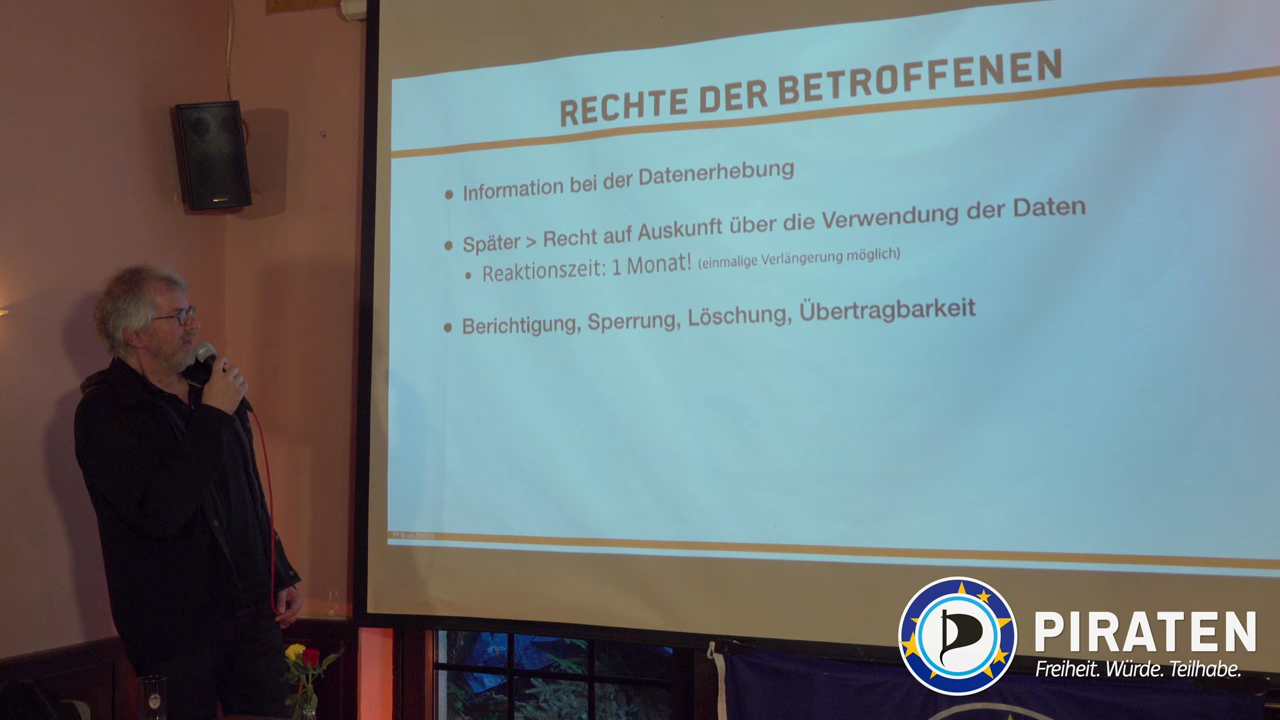 RECHTE DER BETROFFENEN
• Information bei der Datenerhebung
• Später > Recht auf Auskunft über die Verwendung der Daten
• Reaktionszeit: 1 Monat! (einmalige Verlängerung möglich)
• Berichtigung, Sperrung, Löschung, Übertragbarkeit
PIRATEN
Freiheit. Würde. Teilhabe.